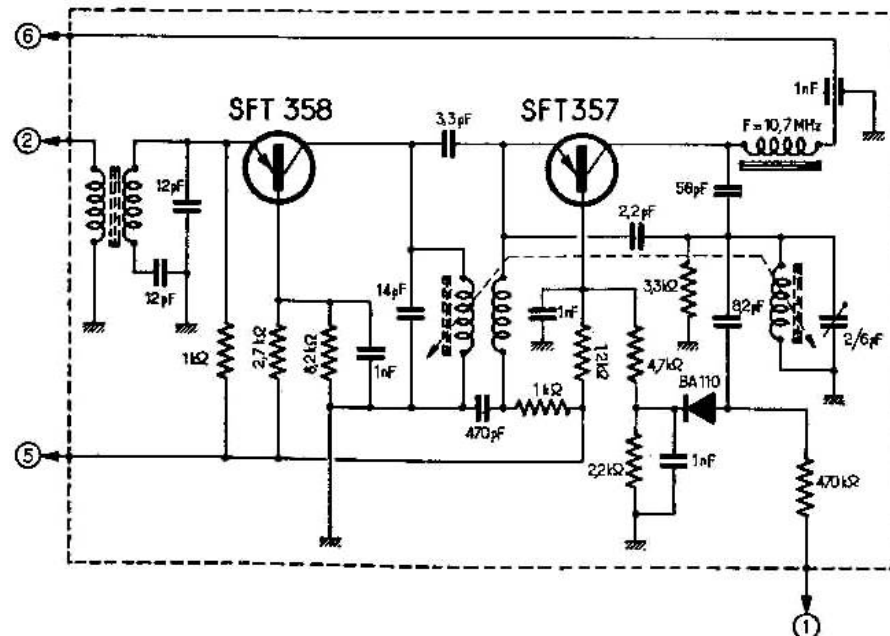 6
1nF
SFT 358
SFT 357
3,3pF
F=10,7MHz
2
12pF
56pF
2,2pF
12pF
14pF
3,3kΩ
82pF
2/6pF
1nF
1kΩ
2,7kΩ
8,2kΩ
1nF
12kΩ
4,7kΩ
BA110
1kΩ
470pF
5
2,2kΩ
1nF
470kΩ
1